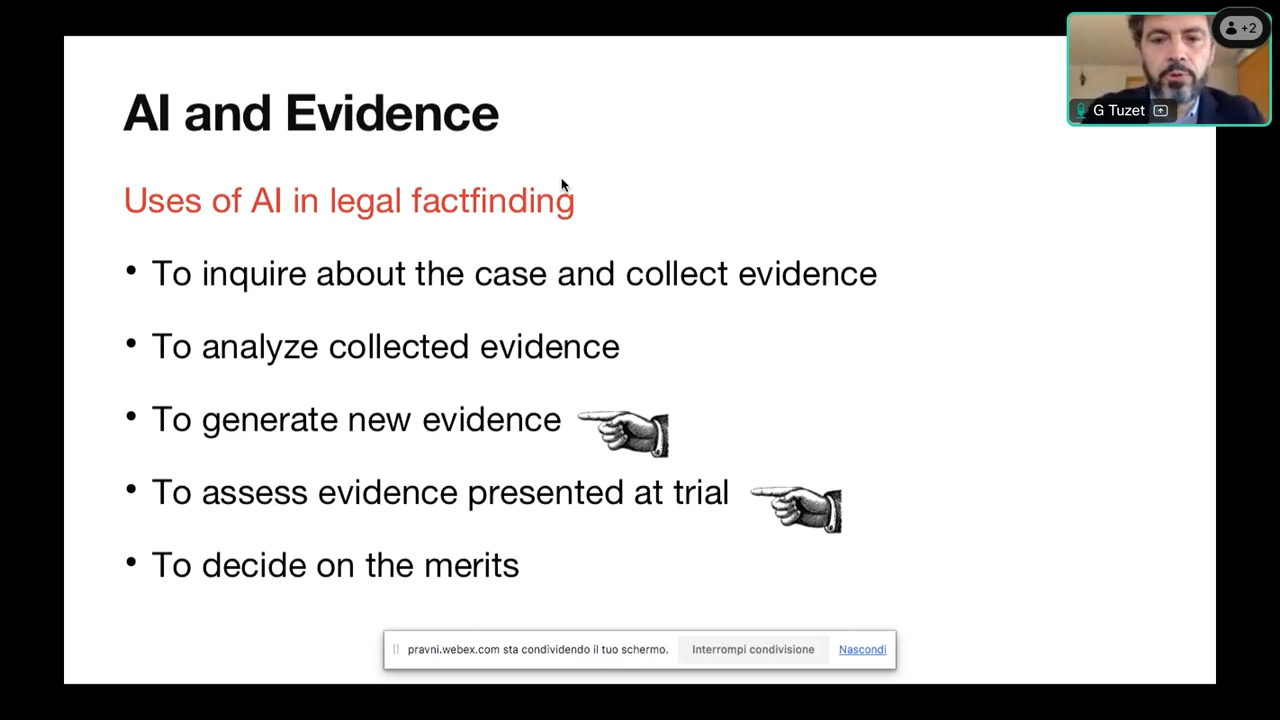 +2
G Tuzet
AI and Evidence
Uses of AI in legal factfinding
• To inquire about the case and collect evidence
• To analyze collected evidence
• To generate new evidence
• To assess evidence presented at trial
• To decide on the merits
pravni.webex.com sta condividendo il tuo schermo. Interrompi condivisione Nascondi